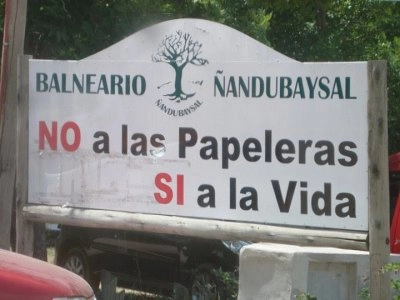 BALNEARIO ÑANDUBAYSAL
ÑANDUBAYSAL
NO a las Papeleras
SI a la Vida